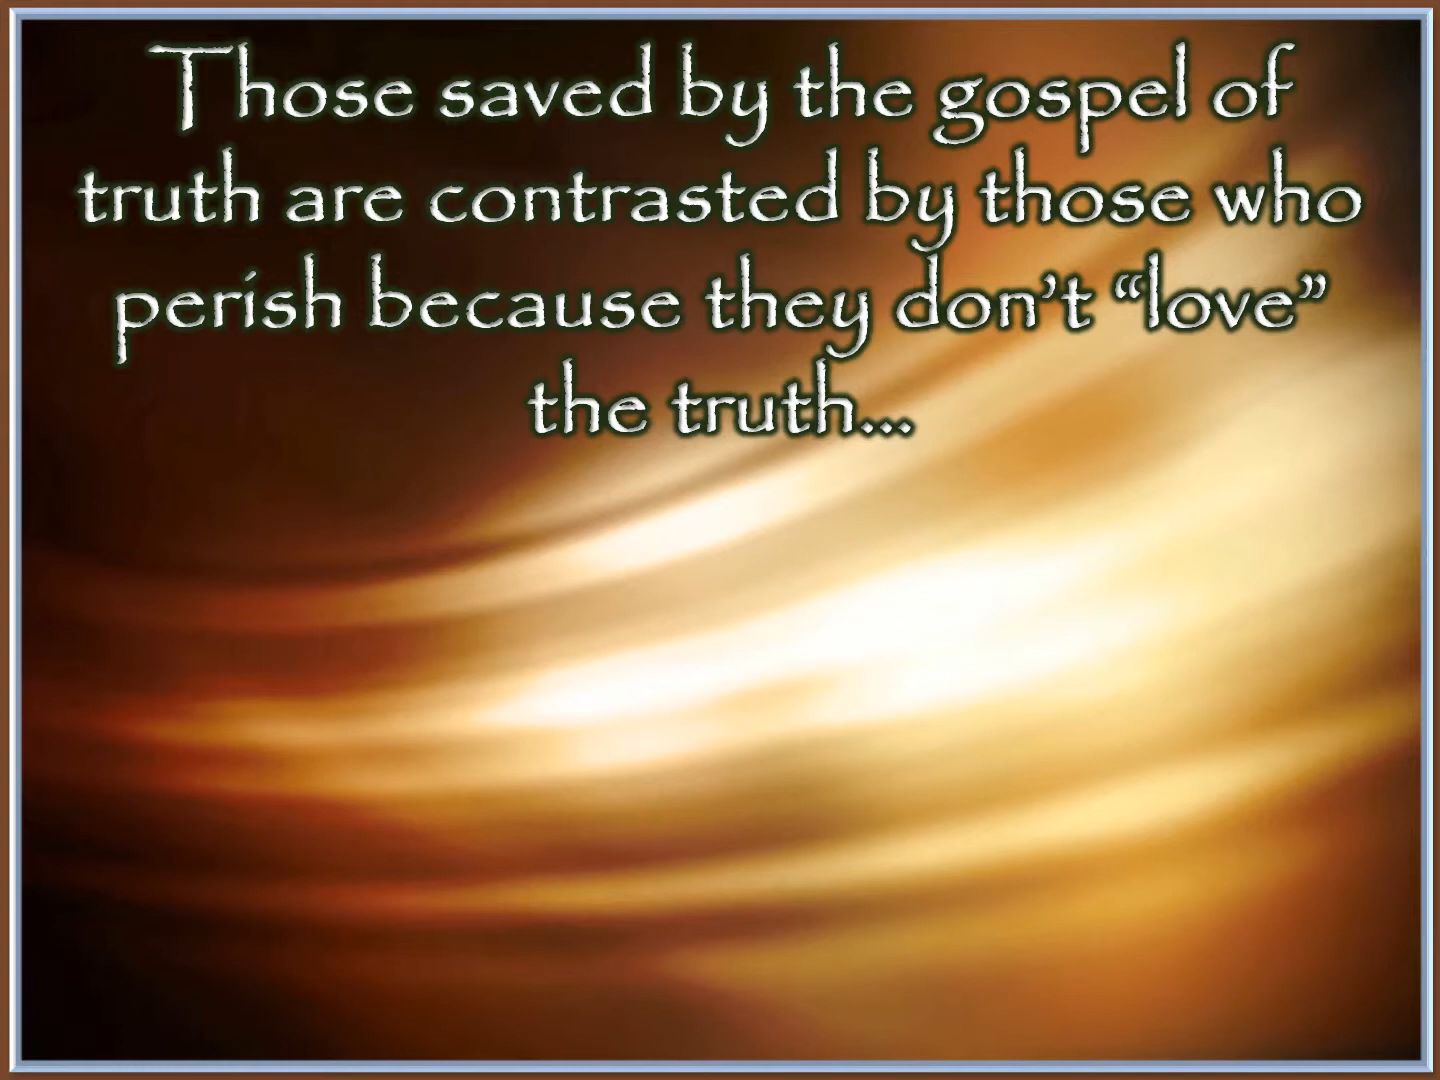 Those saved by the gospel of
truth are contrasted by those who
perish because they don’t “love”
the truth…